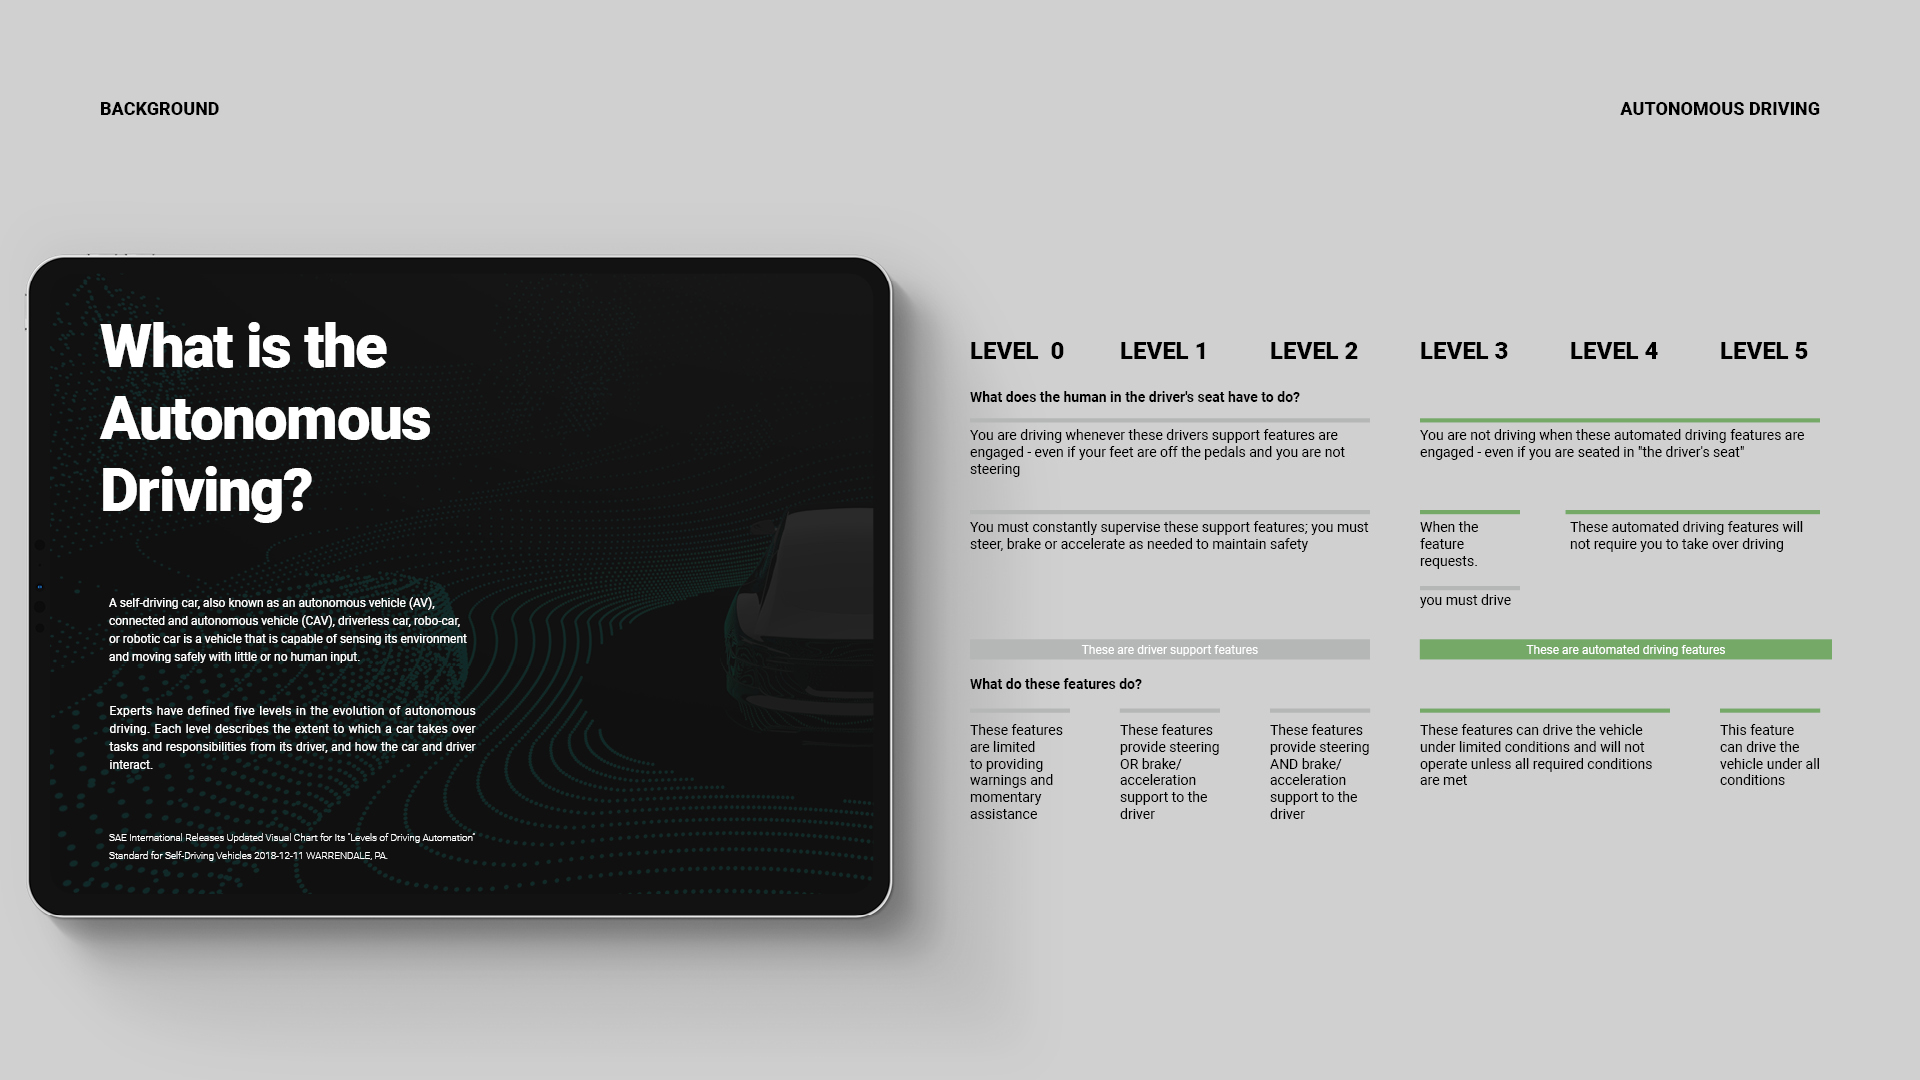 BACKGROUND
AUTONOMOUS DRIVING
What is the
Autonomous
Driving?
A self-driving car, also known as an autonomous vehicle (AV),
connected and autonomous vehicle (CAV), driverless car, robo-car,
or robotic car is a vehicle that is capable of sensing its environment
and moving safely with little or no human input.
Experts have defined five levels in the evolution of autonomous
driving. Each level describes the extent to which a car takes over
tasks and responsibilities from its driver, and how the car and driver
interact.
SAE International Releases Updated Visual Chart for Its "Levels of Driving Automation"
Standard for Self-Driving Vehicles 2018-12-11 WARRENDALE, PA.
LEVEL 0
LEVEL 1
LEVEL 2
LEVEL 3
LEVEL 4
LEVEL 5
What does the human in the driver's seat have to do?
You are driving whenever these drivers support features are
engaged - even if your feet are off the pedals and you are not
steering
You are not driving when these automated driving features are
engaged - even if you are seated in "the driver's seat"
You must constantly supervise these support features; you must
steer, brake or accelerate as needed to maintain safety
When the
feature
requests.
you must drive
These automated driving features will
not require you to take over driving
These are driver support features
These are automated driving features
What do these features do?
These features
are limited
to providing
warnings and
momentary
assistance
These features
provide steering
OR brake/
acceleration
support to the
driver
These features
provide steering
AND brake/
acceleration
support to the
driver
These features can drive the vehicle
under limited conditions and will not
operate unless all required conditions
are met
This feature
can drive the
vehicle under all
conditions